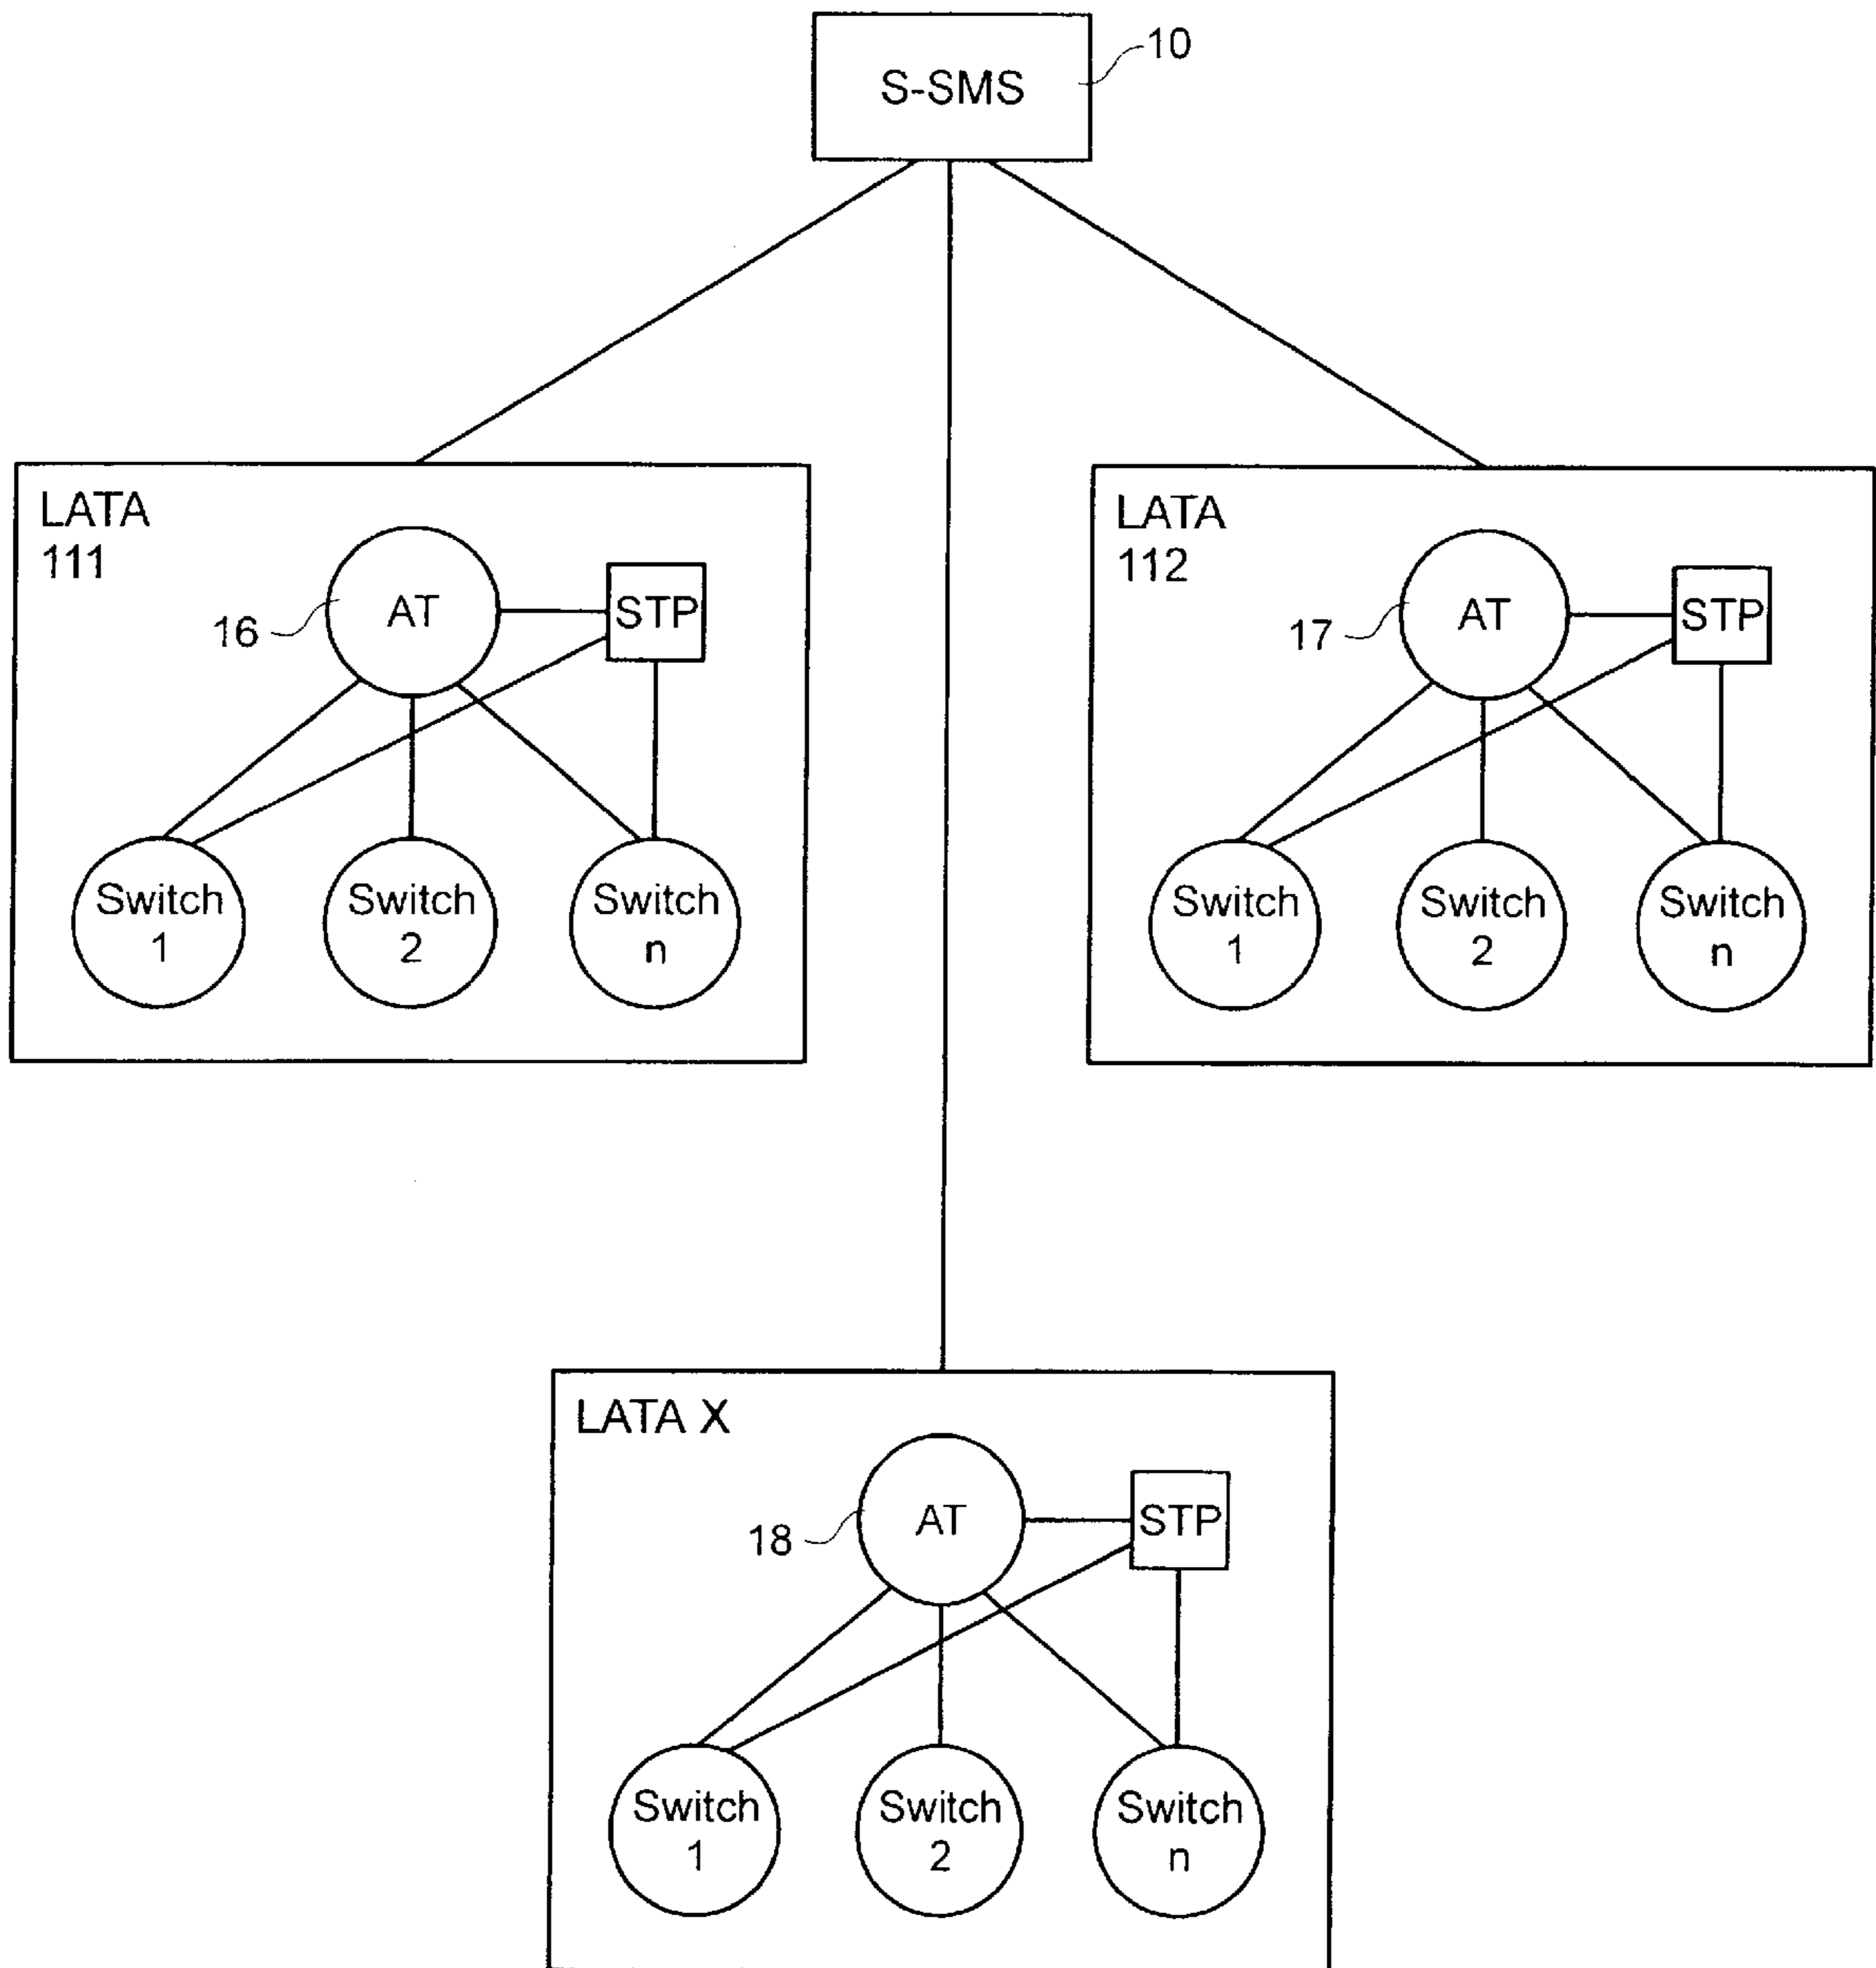 S-SMS
10
LATA
111
AT
STP
16
Switch
1
Switch
2
Switch
n
LATA
112
AT
STP
17
Switch
1
Switch
2
Switch
n
LATA X
AT
STP
18
Switch
1
Switch
2
Switch
n